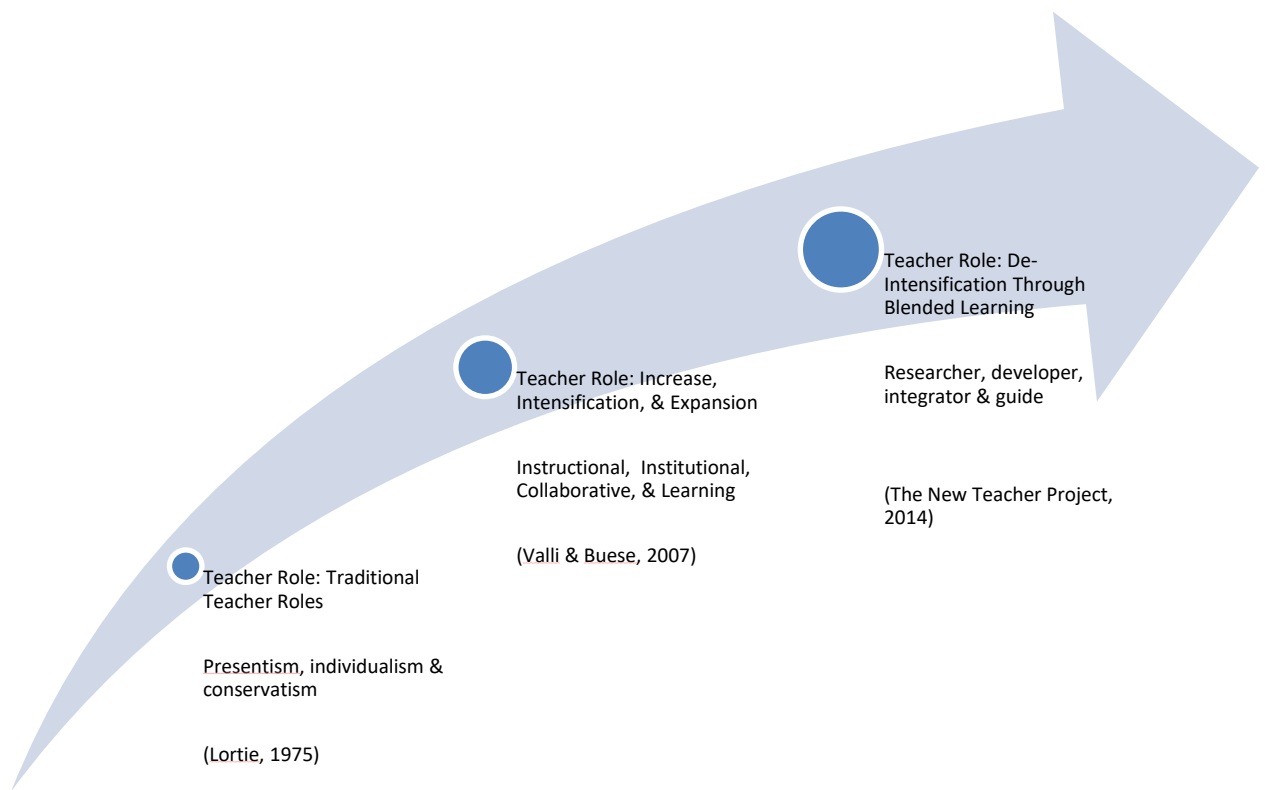 Teacher Role: Traditional
Teacher Roles
Presentism, individualism &
conservatism
(Lortie, 1975)
Teacher Role: Increase,
Intensification, & Expansion
Instructional,  Institutional,
Collaborative, & Learning
(Valli & Buese, 2007)
Teacher Role: De-
Intensification Through
Blended Learning
Researcher, developer,
integrator & guide
(The New Teacher Project,
2014)